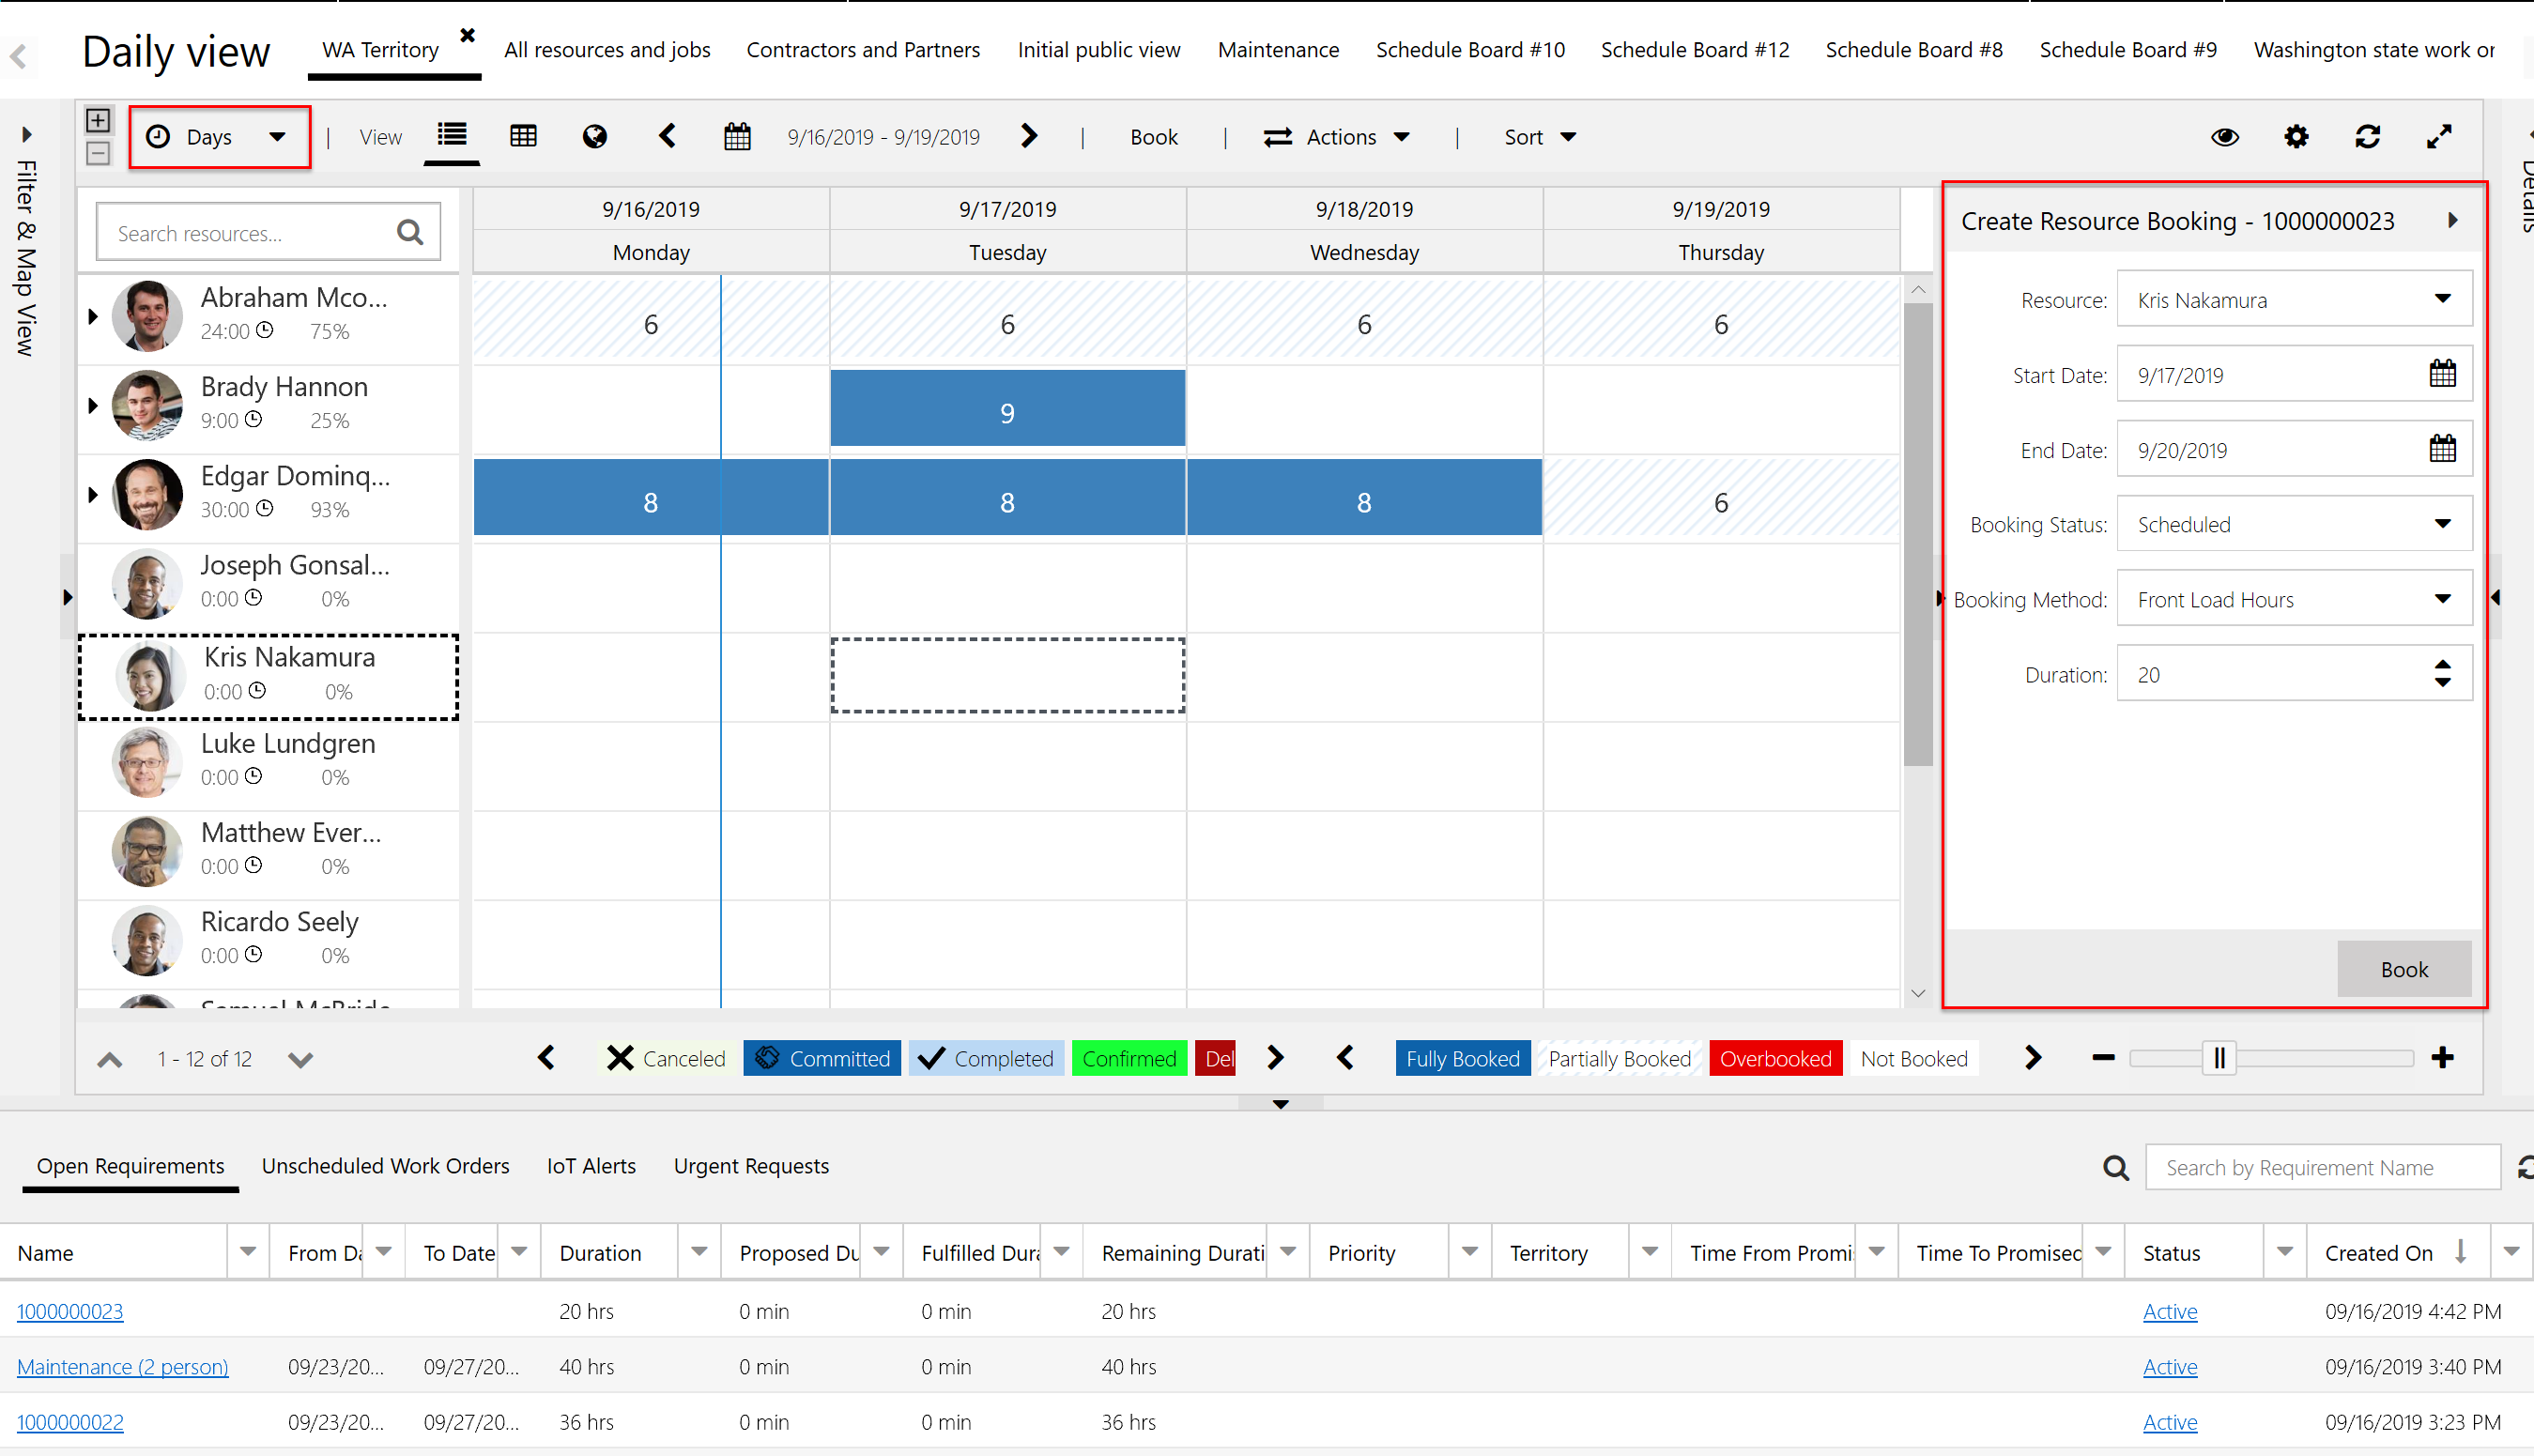 Daily view WA Territory All resources and jobs Contractors and Partners Initial public view Maintenance Schedule Board #10 Schedule Board #12 Schedule Board #8 Schedule Board #9 Washington state work or
Days | View 9/16/2019 - 9/19/2019 | Book | Actions | Sort
Filter & Map View
Details
Search resources...
9/16/2019 9/17/2019 9/18/2019 9/19/2019
Monday Tuesday Wednesday Thursday
Abraham Mco...
24:00 75%
6 6 6 6
Brady Hannon
9:00 25%
9
Edgar Dominq...
30:00 93%
8 8 8 6
Joseph Gonsal...
0:00 0%
Kris Nakamura
0:00 0%
Luke Lundgren
0:00 0%
Matthew Ever...
0:00 0%
Ricardo Seely
0:00 0%
Samuel McBride
Create Resource Booking - 1000000023
Resource: Kris Nakamura
Start Date: 9/17/2019
End Date: 9/20/2019
Booking Status: Scheduled
Booking Method: Front Load Hours
Duration: 20
Book
1 - 12 of 12 Canceled Committed Completed Confirmed Del Fully Booked Partially Booked Overbooked Not Booked
Open Requirements Unscheduled Work Orders IoT Alerts Urgent Requests Search by Requirement Name
Name From Da To Date Duration Proposed Du Fulfilled Dura Remaining Durati Priority Territory Time From Promi Time To Promised Status Created On
1000000023 20 hrs 0 min 0 min 20 hrs Active 09/16/2019 4:42 PM
Maintenance (2 person) 09/23/20... 09/27/20... 40 hrs 0 min 0 min 40 hrs Active 09/16/2019 3:40 PM
1000000022 09/23/20... 09/27/20... 36 hrs 0 min 0 min 36 hrs Active 09/16/2019 3:23 PM